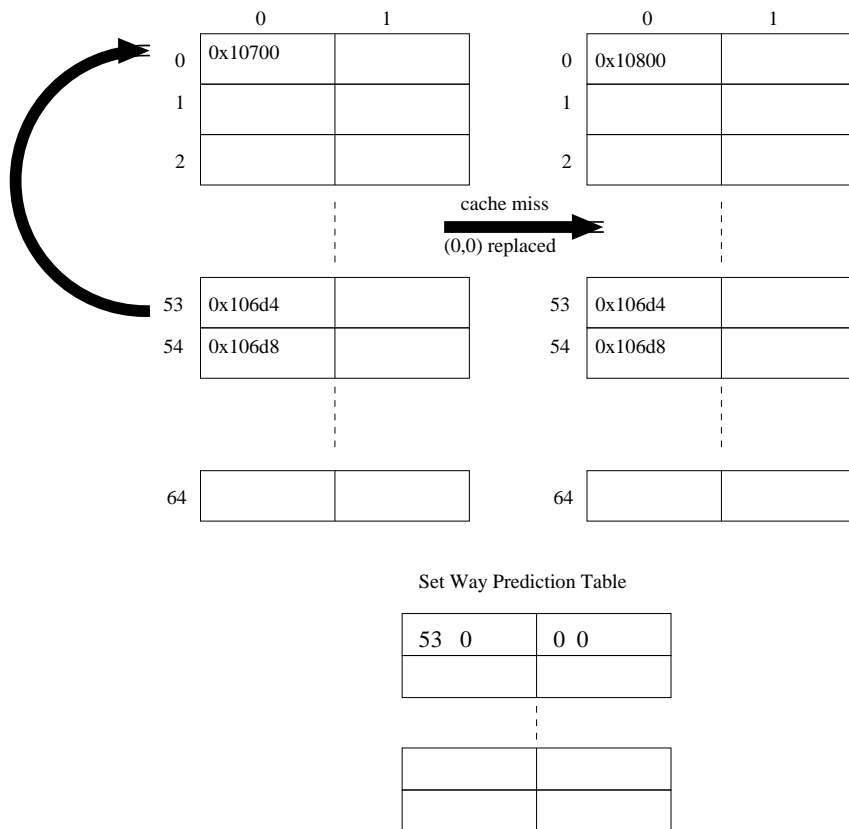 0 1
0 0x10700
1
2
53 0x106d4
54 0x106d8
64
cache miss
(0,0) replaced
0 1
0 0x10800
1
2
53 0x106d4
54 0x106d8
64
Set Way Prediction Table
53 0 0 0